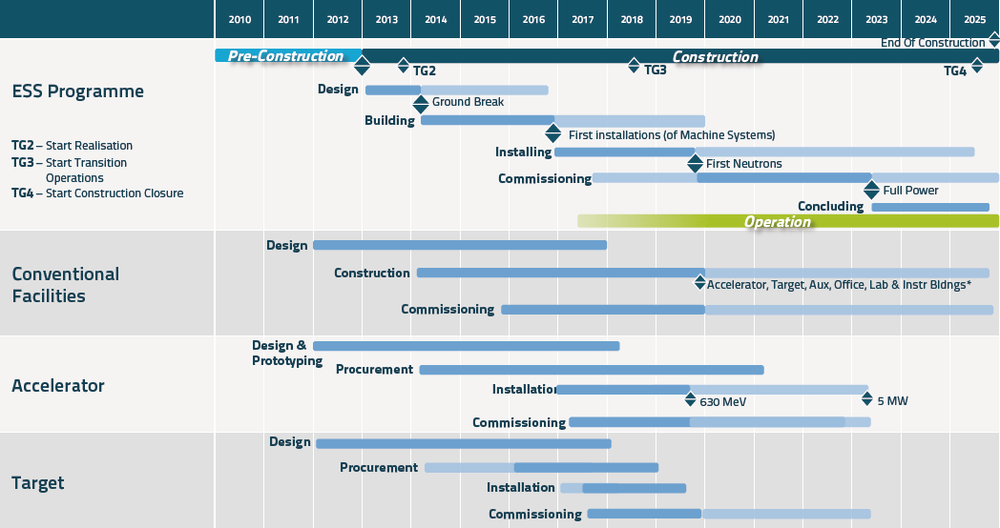 2010 2011 2012 2013 2014 2015 2016 2017 2018 2019 2020 2021 2022 2023 2024 2025
End Of Construction
Pre-Construction Construction
TG2 TG3 TG4
ESS Programme
Design
Ground Break
Building
First installations (of Machine Systems)
TG2 – Start Realisation
Installing
TG3 – Start Transition
First Neutrons
Operations
Commissioning
TG4 – Start Construction Closure
Full Power
Concluding
Operation
Conventional
Facilities
Design
Construction
Accelerator, Target, Aux, Office, Lab & Instr Bldngs*
Commissioning
Accelerator
Design &
Prototyping
Procurement
Installation
630 MeV 5 MW
Commissioning
Target
Design
Procurement
Installation
Commissioning